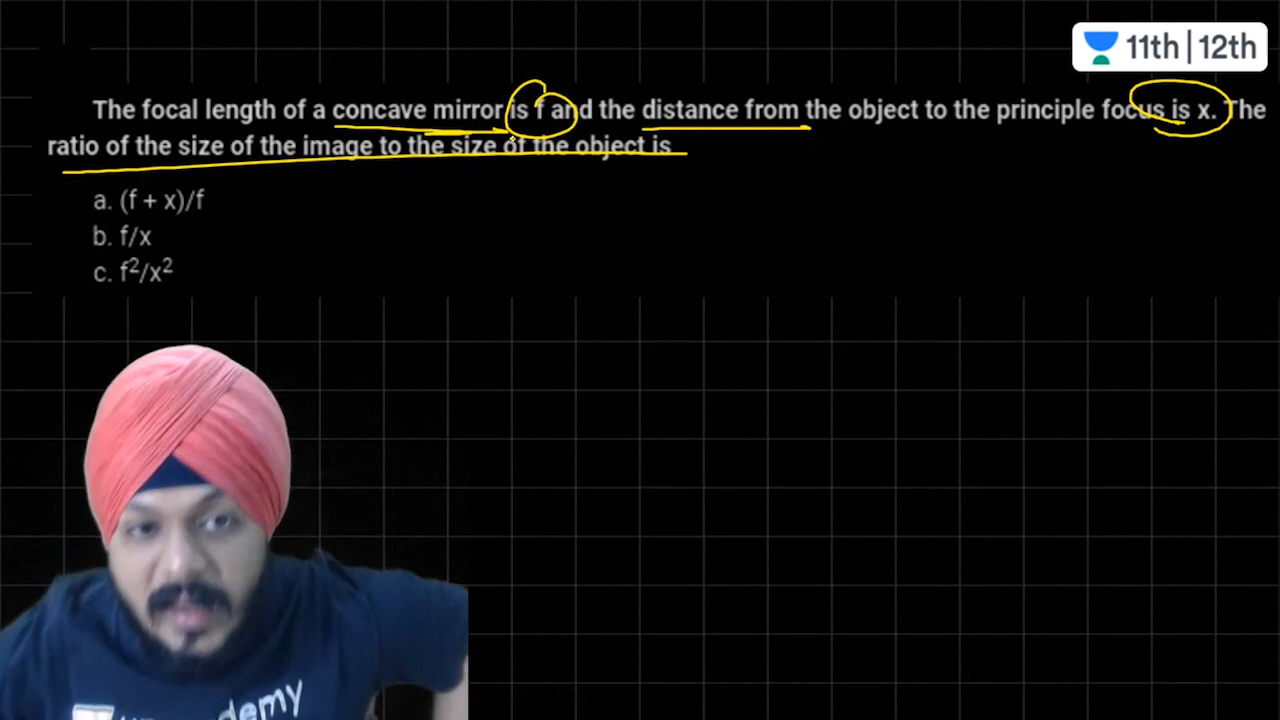 11th | 12th
The focal length of a concave mirror is f and the distance from the object to the principle focus is x. The
ratio of the size of the image to the size of the object is
a. (f + x)/f
b. f/x
c. f²/x²